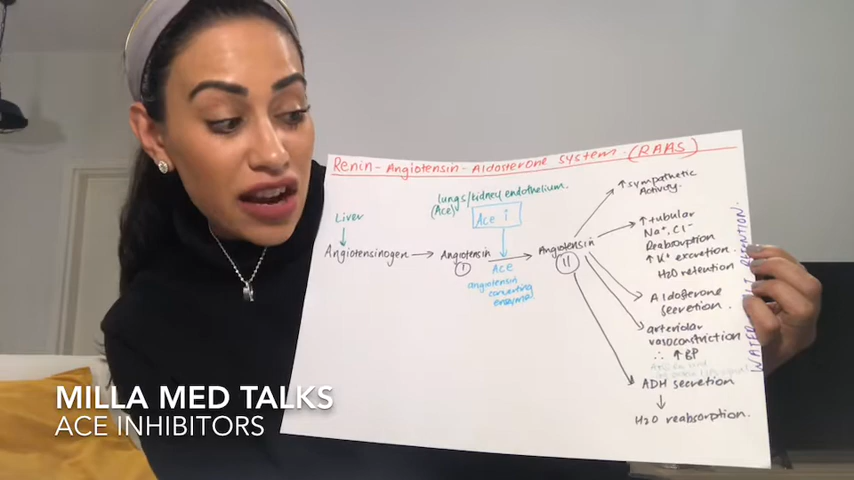 Renin-Angiotensin-Aldosterone System. (RAAS)
lungs/kidney endothelium.
(Ace)
Liver
Ace i
Angiotensinogen → Angiotensin → Angiotensin
I
II
Ace
angiotensin
converting
enzyme
↑ sympathetic
Activity.
↑ tubular
Na⁺, Cl⁻
Reabsorption
↑ K⁺ excretion.
H2O retention
Aldosterone
secretion.
arteriolar
vasoconstriction
∴ ↑ BP
ADH secretion
↓
H2O reabsorption.
WATER RETENTION
MILLA MED TALKS
ACE INHIBITORS